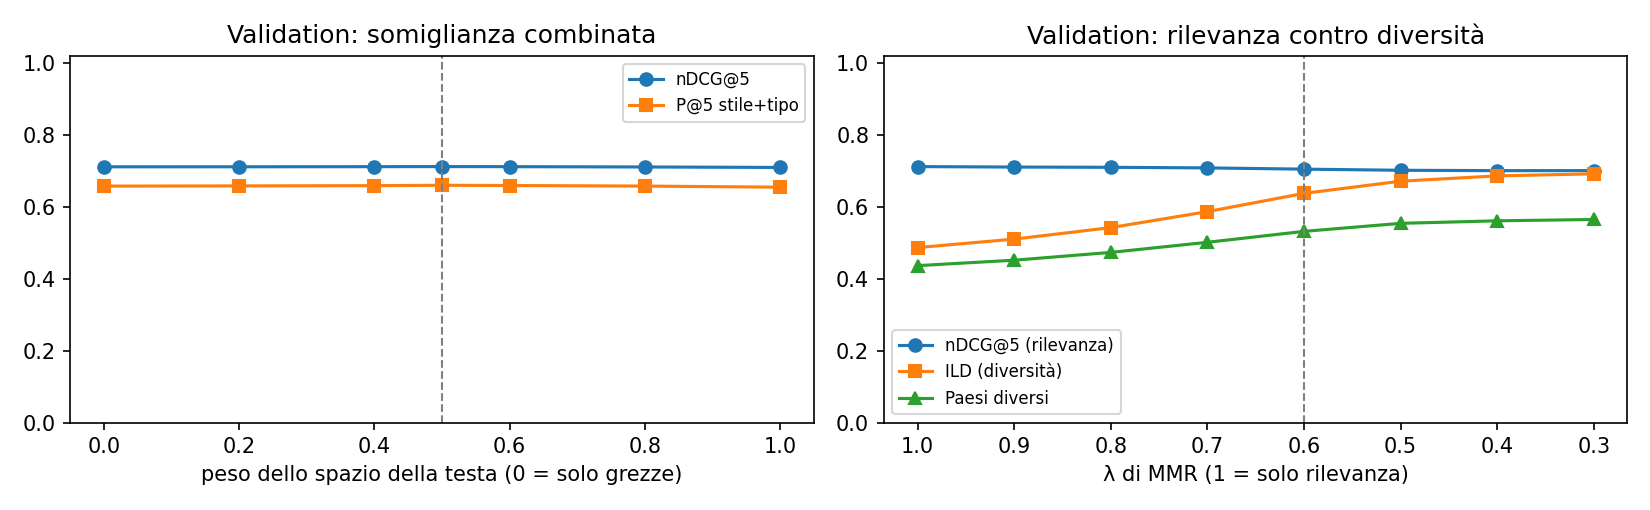 Validation: somiglianza combinata
1.0
0.8
0.6
0.4
0.2
0.0
nDCG@5
P@5 stile+tipo
0.0 0.2 0.4 0.6 0.8 1.0
peso dello spazio della testa (0 = solo grezze)
Validation: rilevanza contro diversità
1.0
0.8
0.6
0.4
0.2
0.0
nDCG@5 (rilevanza)
ILD (diversità)
Paesi diversi
1.0 0.9 0.8 0.7 0.6 0.5 0.4 0.3
λ di MMR (1 = solo rilevanza)